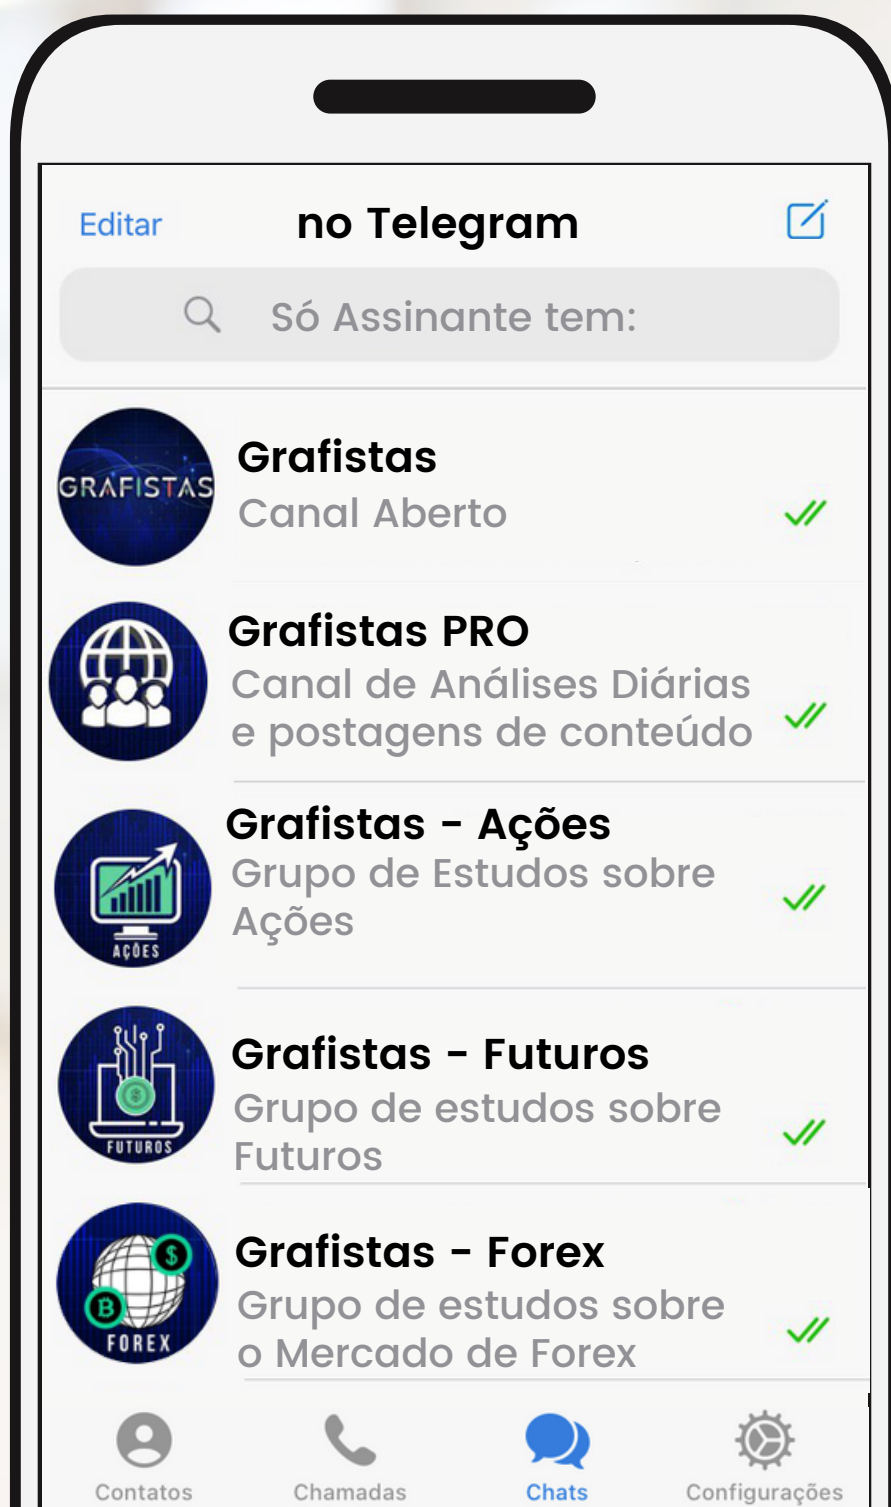 Editar no Telegram
Só Assinante tem:
GRAFISTAS
Grafistas
Canal Aberto
Grafistas PRO
Canal de Análises Diárias
e postagens de conteúdo
Grafistas - Ações
Grupo de Estudos sobre
Ações
AÇÕES
Grafistas - Futuros
Grupo de estudos sobre
Futuros
FUTUROS
Grafistas - Forex
Grupo de estudos sobre
o Mercado de Forex
$
B
FOREX
Contatos Chamadas Chats Configurações